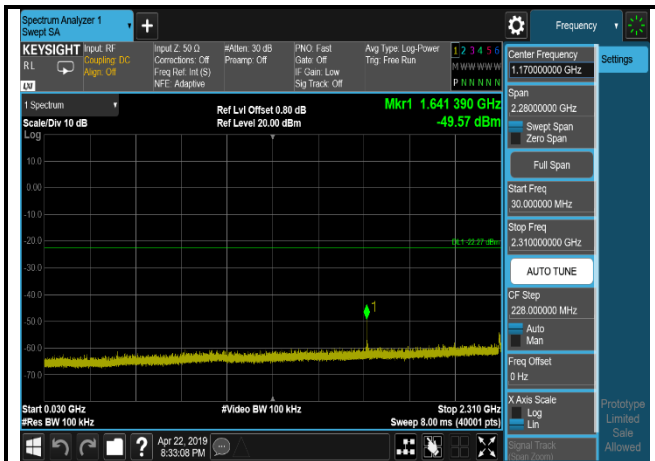 Spectrum Analyzer 1
Swept SA
Frequency
KEYSIGHT
RL
LXI
Input: RF
Coupling: DC
Align: Off
Input Z: 50 Ω
Corrections: Off
Freq Ref: Int (S)
NFE: Adaptive
#Atten: 30 dB
Preamp: Off
PNO: Fast
Gate: Off
IF Gain: Low
Sig Track: Off
Avg Type: Log-Power
Trig: Free Run
1 2 3 4 5 6
M W W W W W
P N N N N N
1 Spectrum
Scale/Div 10 dB
Log
Ref Lvl Offset 0.80 dB
Ref Level 20.00 dBm
Mkr1 1.641 390 GHz
-49.57 dBm
10.0
0.00
-10.0
-20.0
DL1 -22.27 dBm
-30.0
-40.0
1
-50.0
-60.0
-70.0
Start 0.030 GHz
#Res BW 100 kHz
#Video BW 100 kHz
Stop 2.310 GHz
Sweep 8.00 ms (40001 pts)
Apr 22, 2019
8:33:08 PM
Center Frequency
1.170000000 GHz
Span
2.28000000 GHz
Swept Span
Zero Span
Full Span
Start Freq
30.000000 MHz
Stop Freq
2.310000000 GHz
AUTO TUNE
CF Step
228.000000 MHz
Auto
Man
Freq Offset
0 Hz
X Axis Scale
Log
Lin
Signal Track
(Span Zoom)
Settings
Prototype
Limited
Sale
Allowed